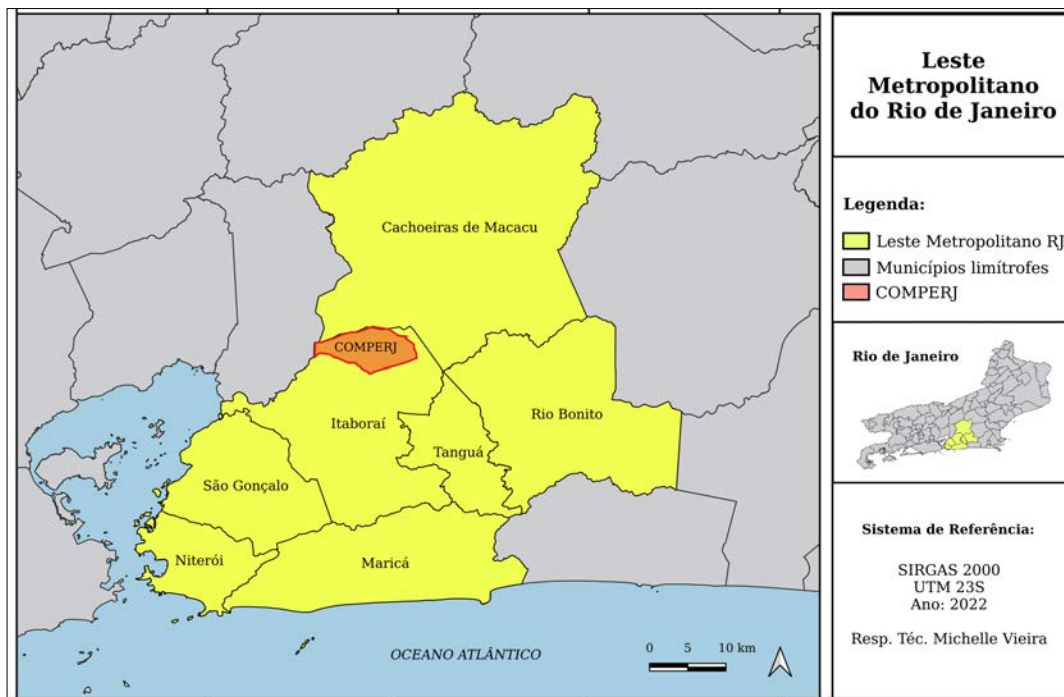 Cachoeiras de Macacu
COMPERJ
Itaboraí
Rio Bonito
Tanguá
São Gonçalo
Niterói
Maricá
OCEANO ATLÂNTICO
0 5 10 km
Leste
Metropolitano
do Rio de Janeiro
Legenda:
Leste Metropolitano RJ
Municípios limítrofes
COMPERJ
Rio de Janeiro
Sistema de Referência:
SIRGAS 2000
UTM 23S
Ano: 2022
Resp. Téc. Michelle Vieira